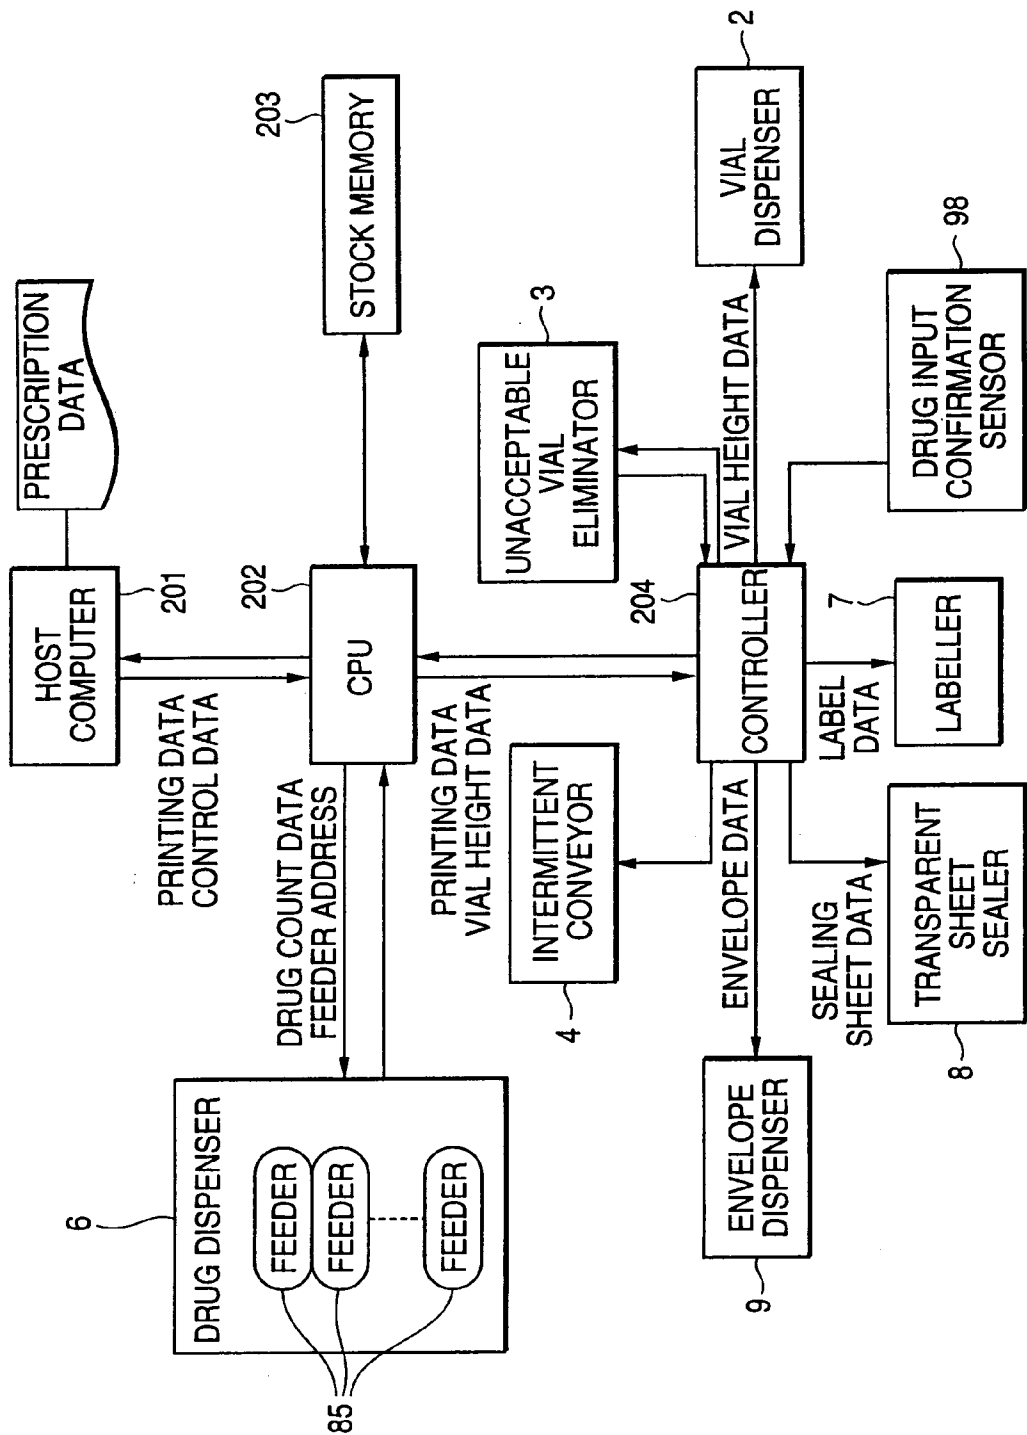 PRESCRIPTION
DATA
HOST
COMPUTER
201
PRINTING DATA
CONTROL DATA
203
STOCK MEMORY
202
CPU
DRUG COUNT DATA
FEEDER ADDRESS
6
DRUG DISPENSER
FEEDER
FEEDER
FEEDER
85
PRINTING DATA
VIAL HEIGHT DATA
3
UNACCEPTABLE
VIAL
ELIMINATOR
INTERMITTENT
CONVEYOR
4
2
VIAL
DISPENSER
VIAL HEIGHT DATA
204
CONTROLLER
ENVELOPE DATA
ENVELOPE
DISPENSER
9
98
DRUG INPUT
CONFIRMATION
SENSOR
LABEL
DATA
7
LABELLER
SEALING
SHEET DATA
TRANSPARENT
SHEET
SEALER
8